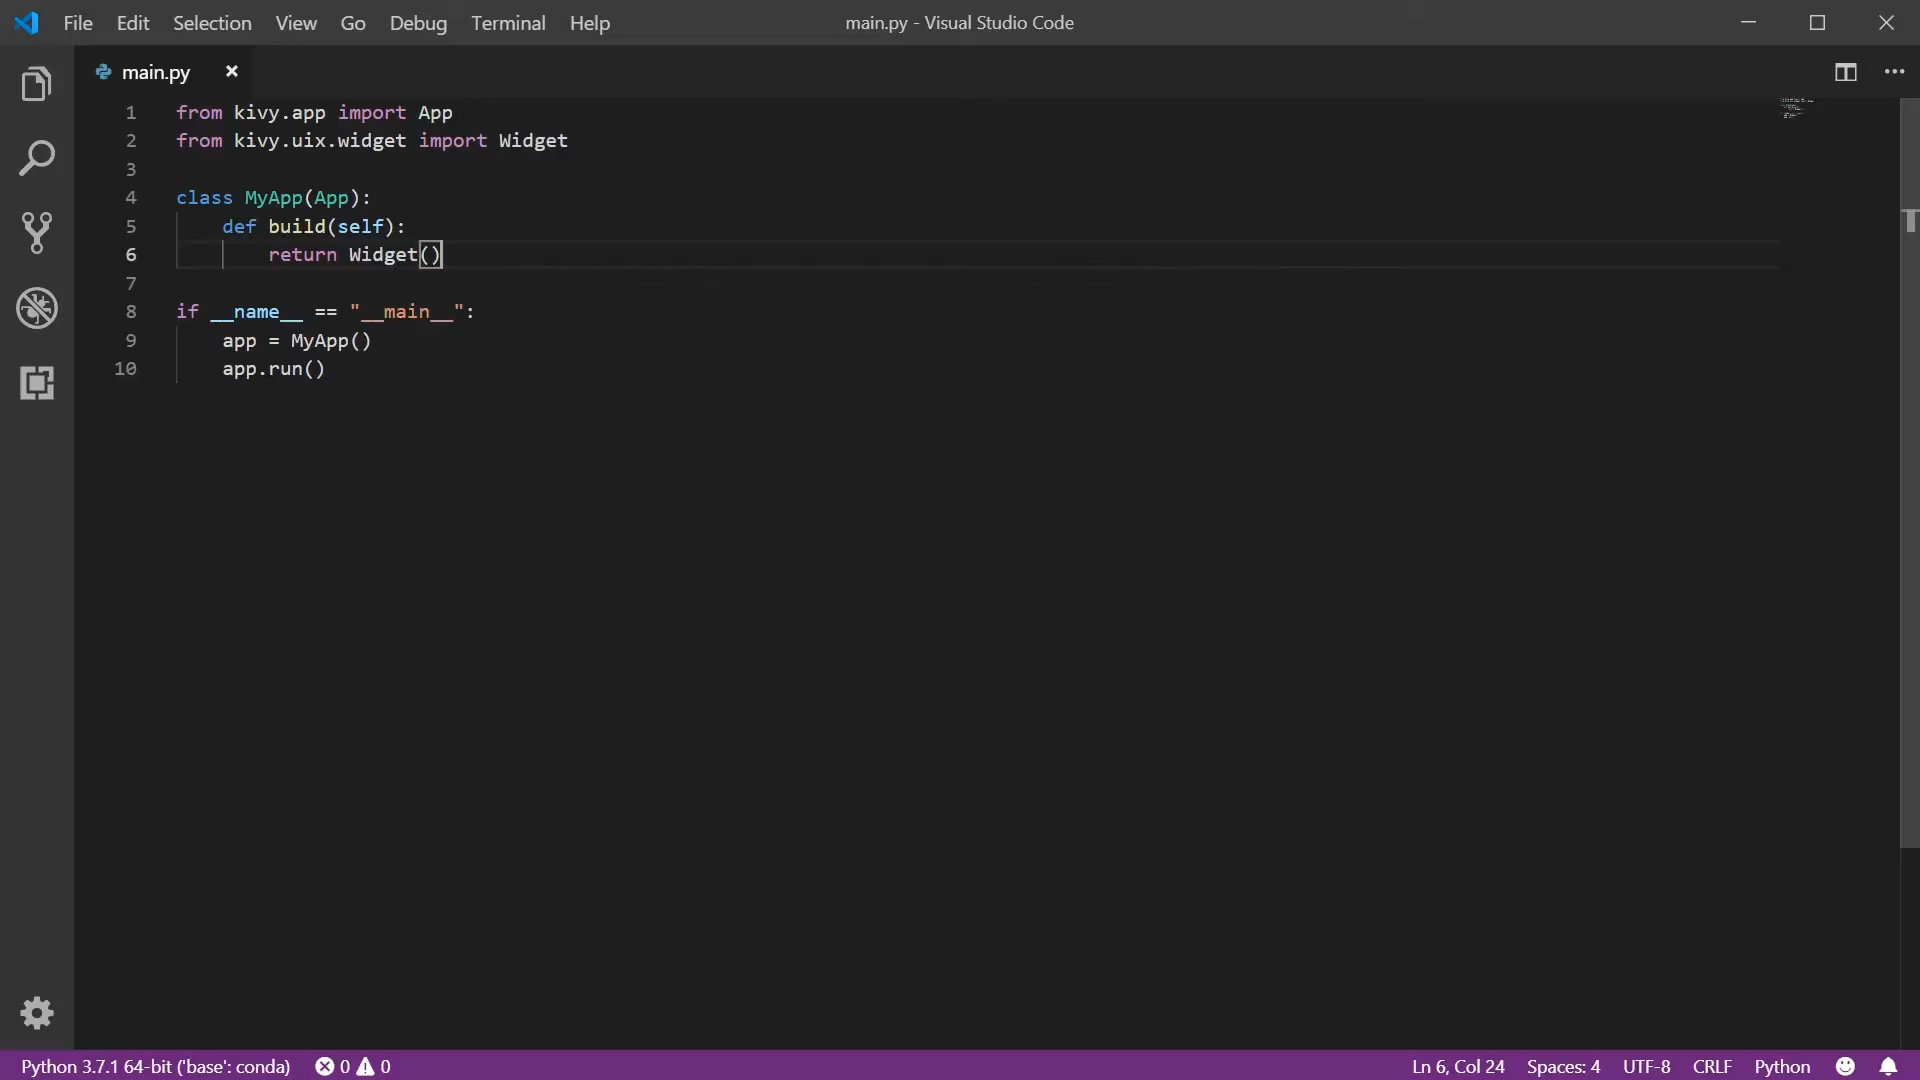 File Edit Selection View Go Debug Terminal Help main.py - Visual Studio Code
main.py
1 from kivy.app import App
2 from kivy.uix.widget import Widget
3
4 class MyApp(App):
5     def build(self):
6         return Widget()
7
8 if __name__ == "__main__":
9     app = MyApp()
10     app.run()
Python 3.7.1 64-bit ('base': conda) 0 0 Ln 6, Col 24 Spaces: 4 UTF-8 CRLF Python